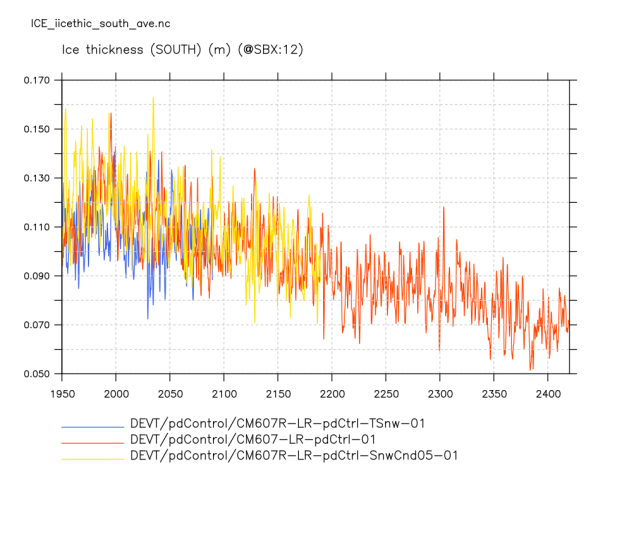 ICE_iicethic_south_ave.nc
Ice thickness (SOUTH) (m) (@SBX:12)
0.170
0.150
0.130
0.110
0.090
0.070
0.050
1950 2000 2050 2100 2150 2200 2250 2300 2350 2400
DEVT/pdControl/CM607R-LR-pdCtrl-TSnw-01
DEVT/pdControl/CM607-LR-pdCtrl-01
DEVT/pdControl/CM607R-LR-pdCtrl-SnwCnd05-01